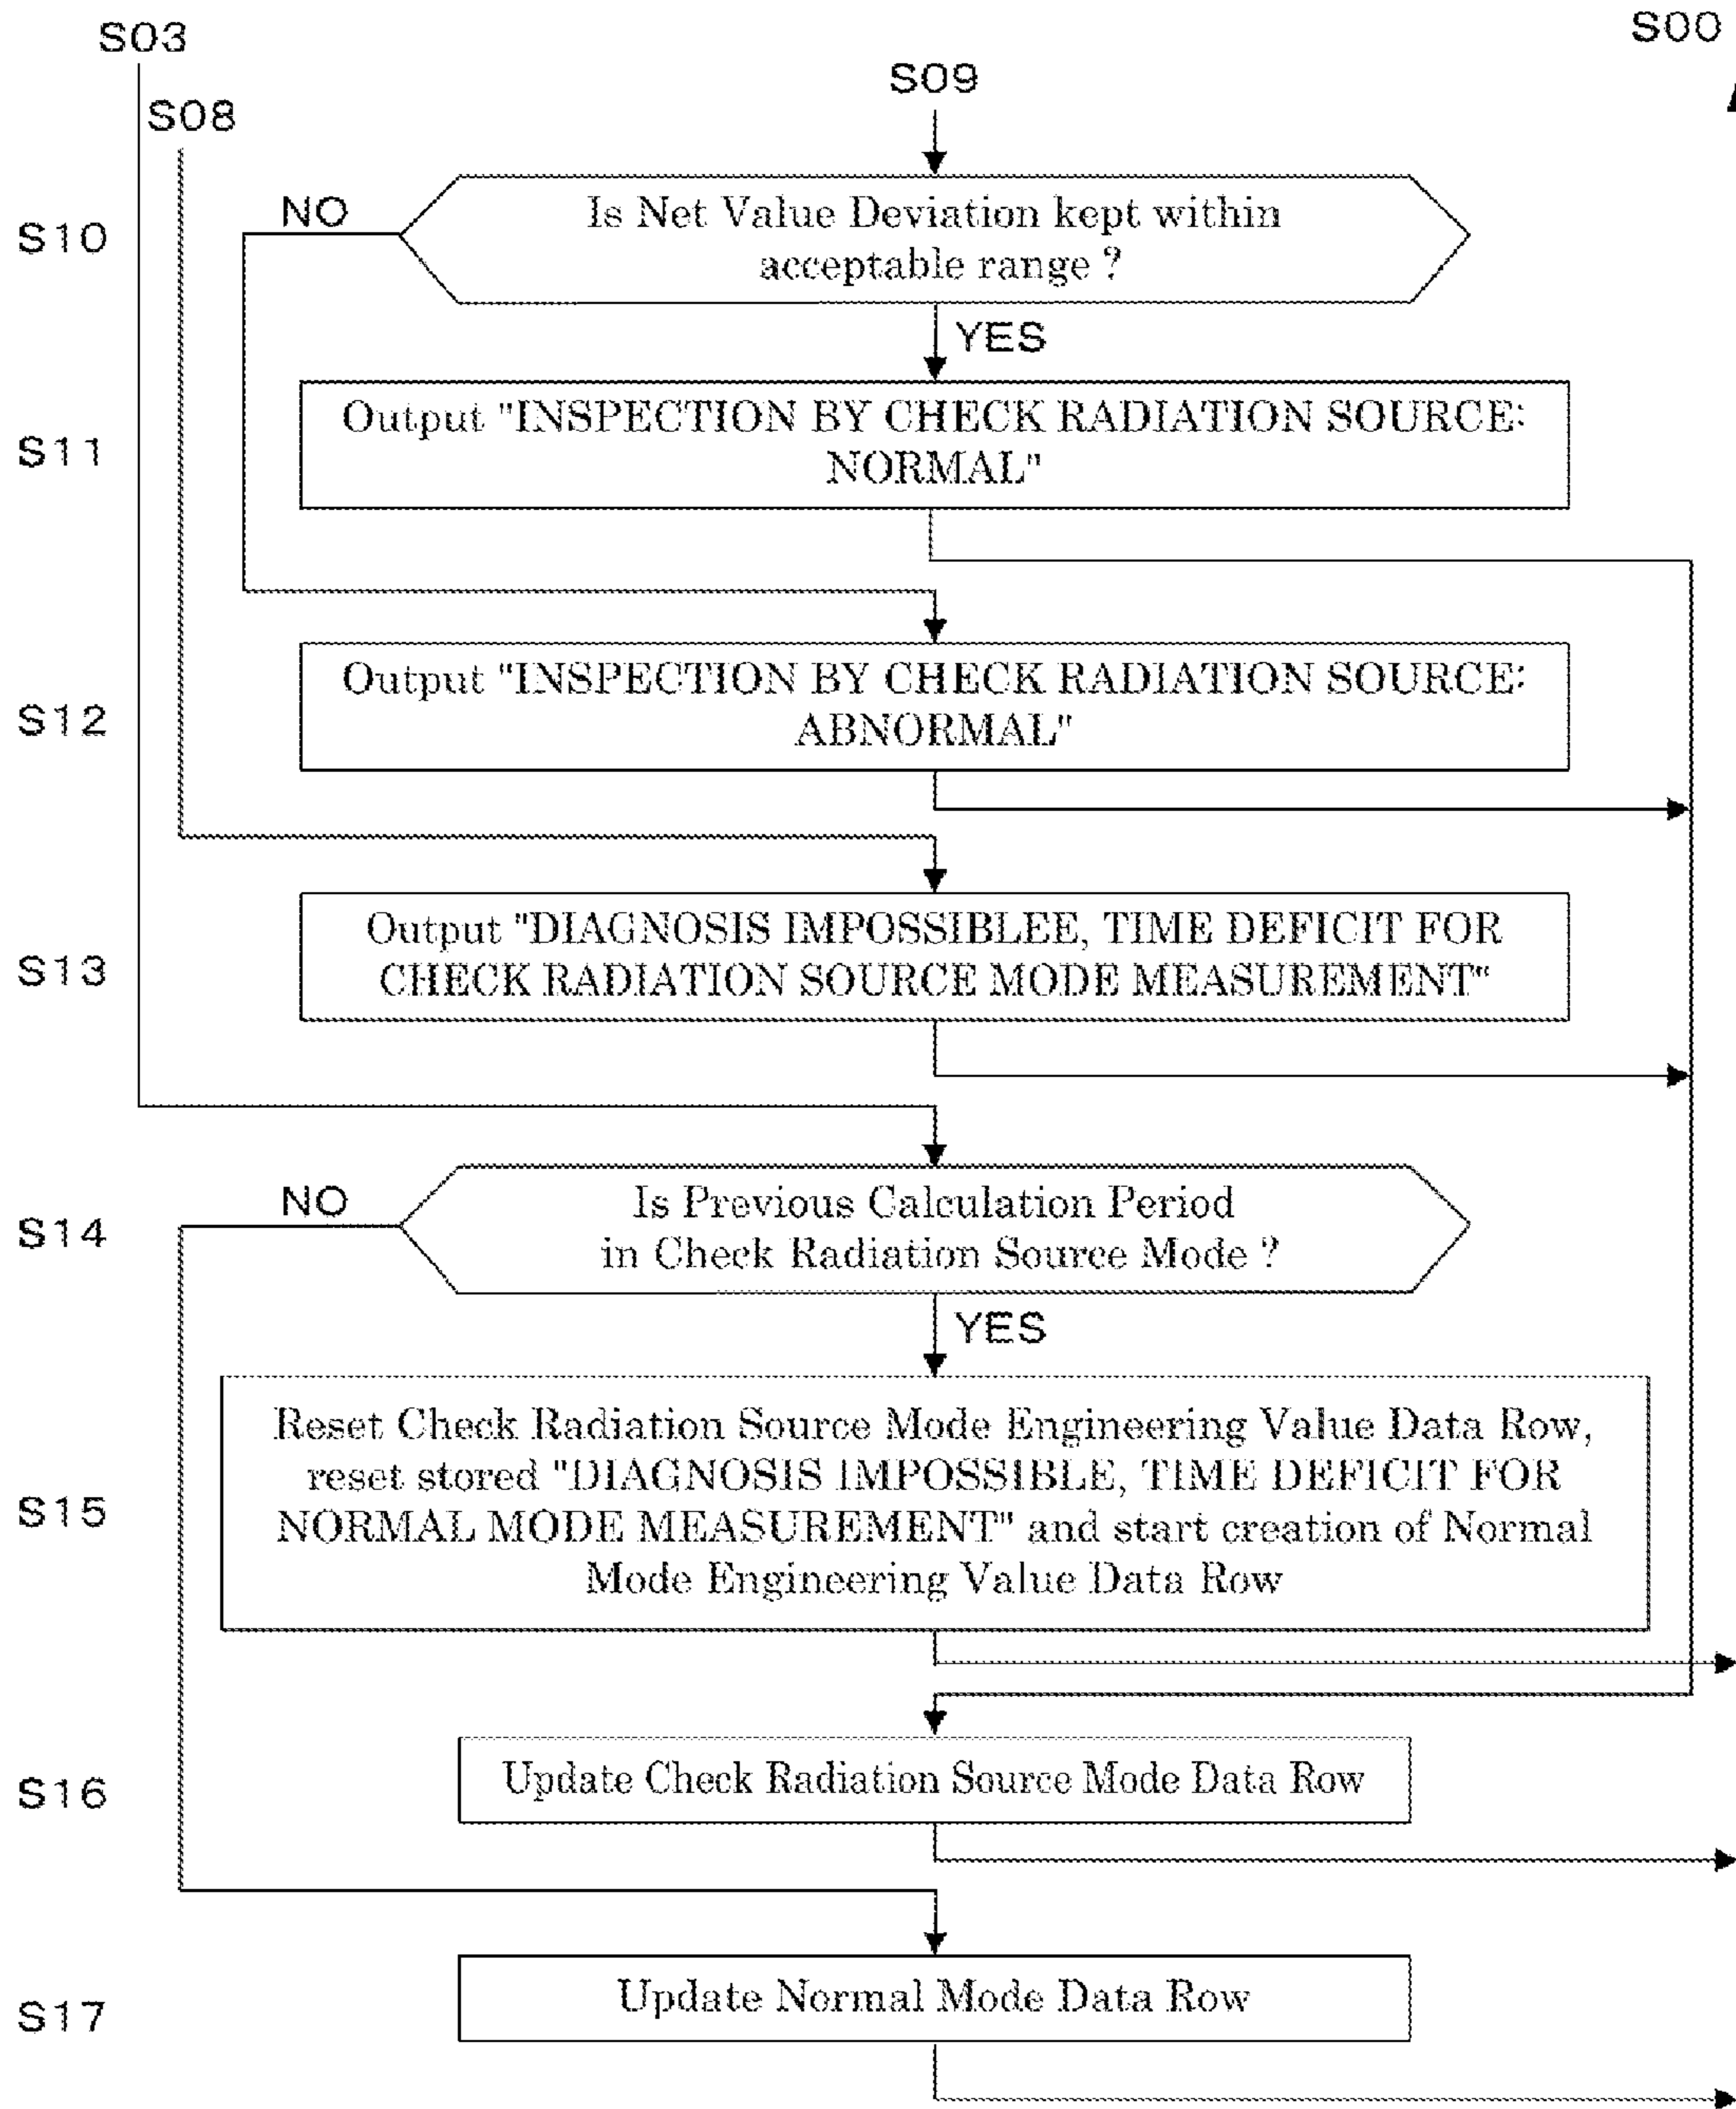 S03
S00
S09
S08
NO
S10
Is Net Value Deviation kept within
acceptable range ?
YES
S11
Output "INSPECTION BY CHECK RADIATION SOURCE:
NORMAL"
S12
Output "INSPECTION BY CHECK RADIATION SOURCE:
ABNORMAL"
S13
Output "DIAGNOSIS IMPOSSIBLEE, TIME DEFICIT FOR
CHECK RADIATION SOURCE MODE MEASUREMENT"
NO
S14
Is Previous Calculation Period
in Check Radiation Source Mode ?
YES
S15
Reset Check Radiation Source Mode Engineering Value Data Row,
reset stored "DIAGNOSIS IMPOSSIBLE, TIME DEFICIT FOR
NORMAL MODE MEASUREMENT" and start creation of Normal
Mode Engineering Value Data Row
S16
Update Check Radiation Source Mode Data Row
S17
Update Normal Mode Data Row